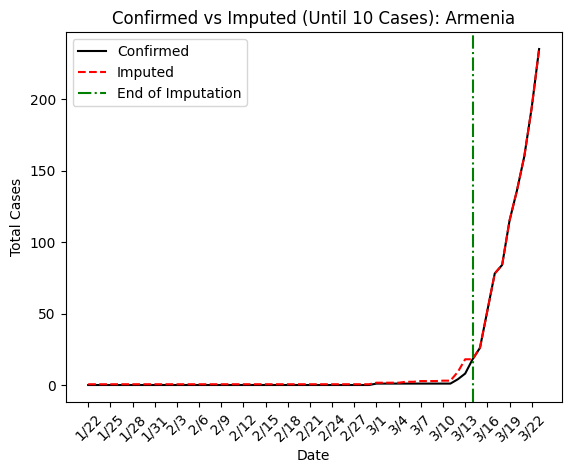 Confirmed vs Imputed (Until 10 Cases): Armenia
Confirmed
Imputed
End of Imputation
Total Cases
200
150
100
50
0
1/22 1/25 1/28 1/31 2/3 2/6 2/9 2/12 2/15 2/18 2/21 2/24 2/27 3/1 3/4 3/7 3/10 3/13 3/16 3/19 3/22
Date